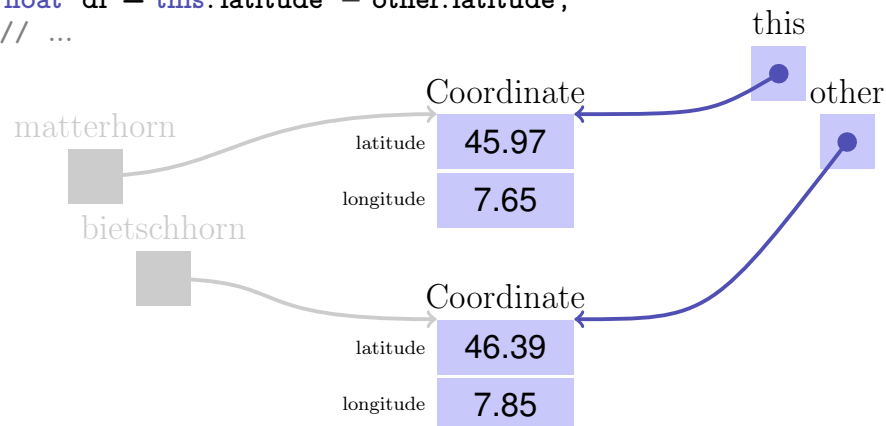 float dl = this.latitude - other.latitude;
// ...
this
other
Coordinate
matterhorn
latitude 45.97
longitude 7.65
bietschhorn
Coordinate
latitude 46.39
longitude 7.85